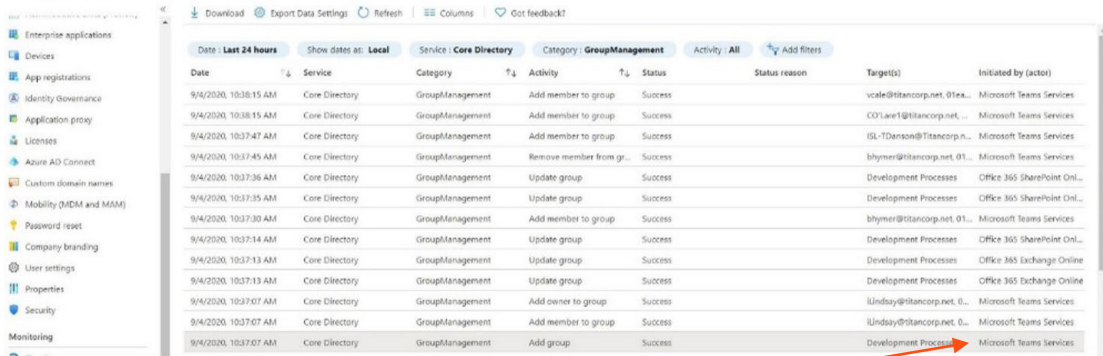 Download Export Data Settings Refresh Columns Got feedback?
Enterprise applications
Devices
App registrations
Identity Governance
Application proxy
Licenses
Azure AD Connect
Custom domain names
Mobility (MDM and MAM)
Password reset
Company branding
User settings
Properties
Security
Monitoring
Date : Last 24 hours Show dates as: Local Service : Core Directory Category : GroupManagement Activity : All Add filters
Date Service Category Activity Status Status reason Target(s) Initiated by (actor)
9/4/2020, 10:38:15 AM Core Directory GroupManagement Add member to group Success vcale@titancorp.net, 01ea... Microsoft Teams Services
9/4/2020, 10:38:15 AM Core Directory GroupManagement Add member to group Success Microsoft Teams Services
9/4/2020, 10:37:47 AM Core Directory GroupManagement Add member to group Success ISL-TDanson@Titancorp.n... Microsoft Teams Services
9/4/2020, 10:37:45 AM Core Directory GroupManagement Remove member from gr... Success bhymer@titancorp.net, 01... Microsoft Teams Services
9/4/2020, 10:37:36 AM Core Directory GroupManagement Update group Success Development Processes Office 365 SharePoint Onl...
9/4/2020, 10:37:35 AM Core Directory GroupManagement Update group Success Development Processes Office 365 SharePoint Onl...
9/4/2020, 10:37:30 AM Core Directory GroupManagement Add member to group Success bhymer@titancorp.net, 01... Microsoft Teams Services
9/4/2020, 10:37:14 AM Core Directory GroupManagement Update group Success Development Processes Office 365 SharePoint Onl...
9/4/2020, 10:37:13 AM Core Directory GroupManagement Update group Success Development Processes Office 365 Exchange Online
9/4/2020, 10:37:13 AM Core Directory GroupManagement Update group Success Development Processes Office 365 Exchange Online
9/4/2020, 10:37:07 AM Core Directory GroupManagement Add owner to group Success iLindsay@titancorp.net, 0... Microsoft Teams Services
9/4/2020, 10:37:07 AM Core Directory GroupManagement Add member to group Success iLindsay@titancorp.net, 0... Microsoft Teams Services
9/4/2020, 10:37:07 AM Core Directory GroupManagement Add group Success Development Microsoft Teams Services